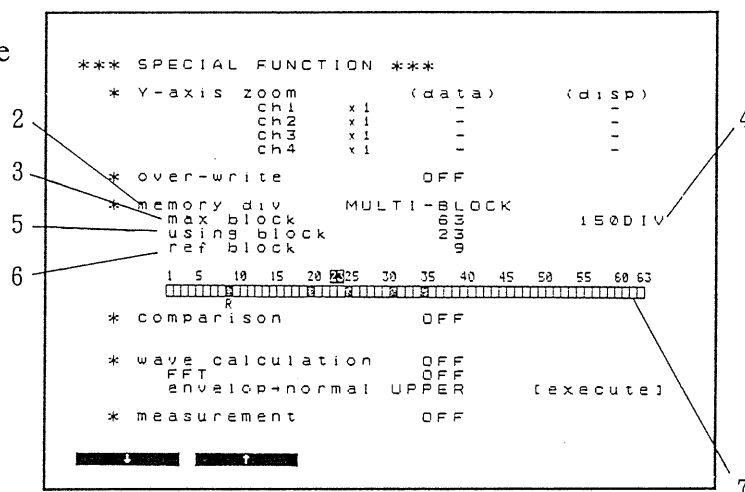 e
*** SPECIAL FUNCTION ***
* Y-axis zoom (data) (disp)
ch1 x1 - -
ch2 x1 - -
ch3 x1 - -
ch4 x1 - -
* over-write OFF
* memory div MULTI-BLOCK
max block 63 150DIV
using block 23
ref block 9
1 5 10 15 20 23 25 30 35 40 45 50 55 60 63
R
* comparison OFF
* wave calculation OFF
FFT OFF
envelop→normal UPPER [execute]
* measurement OFF
↓ ↑
2
3
5
6
4
7